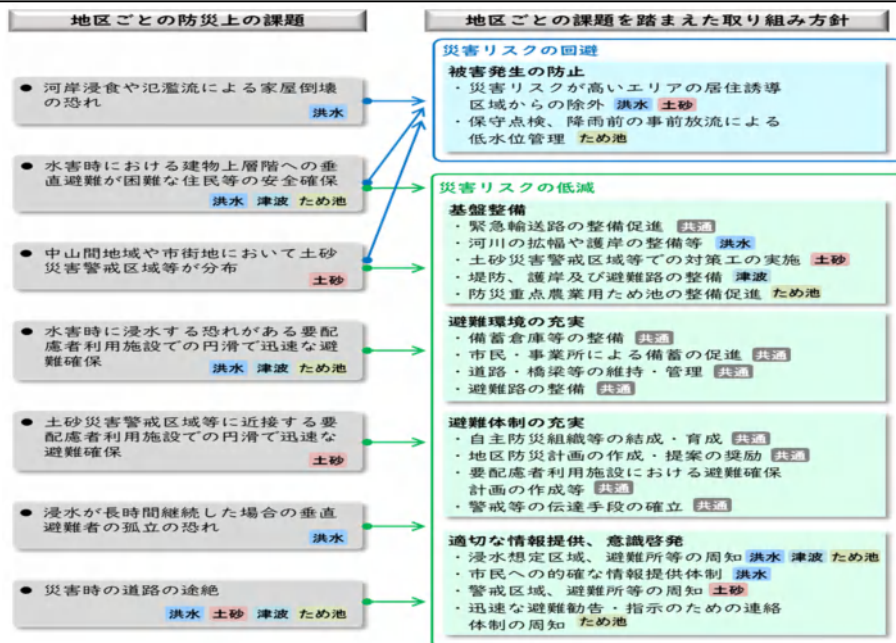 地区ごとの防災上の課題
● 河岸浸食や氾濫流による家屋倒壊
の恐れ
洪水
● 水害時における建物上層階への垂
直避難が困難な住民等の安全確保
洪水 津波 ため池
● 中山間地域や市街地において土砂
災害警戒区域等が分布
土砂
● 水害時に浸水する恐れがある要配
慮者利用施設での円滑で迅速な避
難確保
洪水 津波 ため池
● 土砂災害警戒区域等に近接する要
配慮者利用施設での円滑で迅速な
避難確保
土砂
● 浸水が長時間継続した場合の垂直
避難者の孤立の恐れ
洪水
● 災害時の道路の途絶
洪水 土砂 津波 ため池
地区ごとの課題を踏まえた取り組み方針
災害リスクの回避
被害発生の防止
・災害リスクが高いエリアの居住誘導
区域からの除外 洪水 土砂
・保守点検、降雨前の事前放流による
低水位管理 ため池
災害リスクの低減
基盤整備
・緊急輸送路の整備促進 共通
・河川の拡幅や護岸の整備等 洪水
・土砂災害警戒区域等での対策工の実施 土砂
・堤防、護岸及び避難路の整備 津波
・防災重点農業用ため池の整備促進 ため池
避難環境の充実
・備蓄倉庫等の整備 共通
・市民・事業所による備蓄の促進 共通
・道路・橋梁等の維持・管理 共通
・避難路の整備 共通
避難体制の充実
・自主防災組織等の結成・育成 共通
・地区防災計画の作成・提案の奨励 共通
・要配慮者利用施設における避難確保
計画の作成等 共通
・警戒等の伝達手段の確立 共通
適切な情報提供、意識啓発
・浸水想定区域、避難所等の周知 洪水 津波 ため池
・市民への的確な情報提供体制 洪水
・警戒区域、避難所等の周知 土砂
・迅速な避難勧告・指示のための連絡
体制の周知 ため池